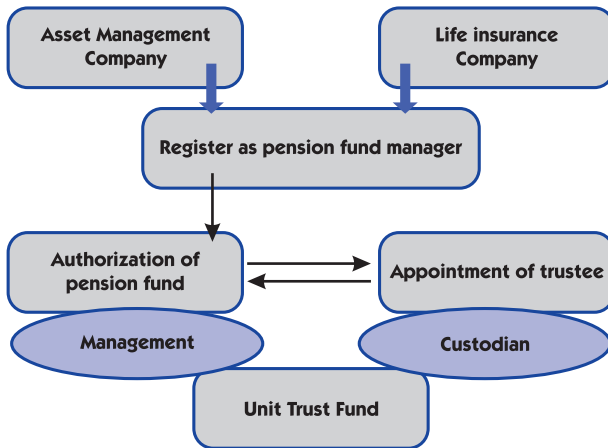 Asset Management
Company
Life insurance
Company
Register as pension fund manager
Authorization of
pension fund
Appointment of trustee
Management
Custodian
Unit Trust Fund